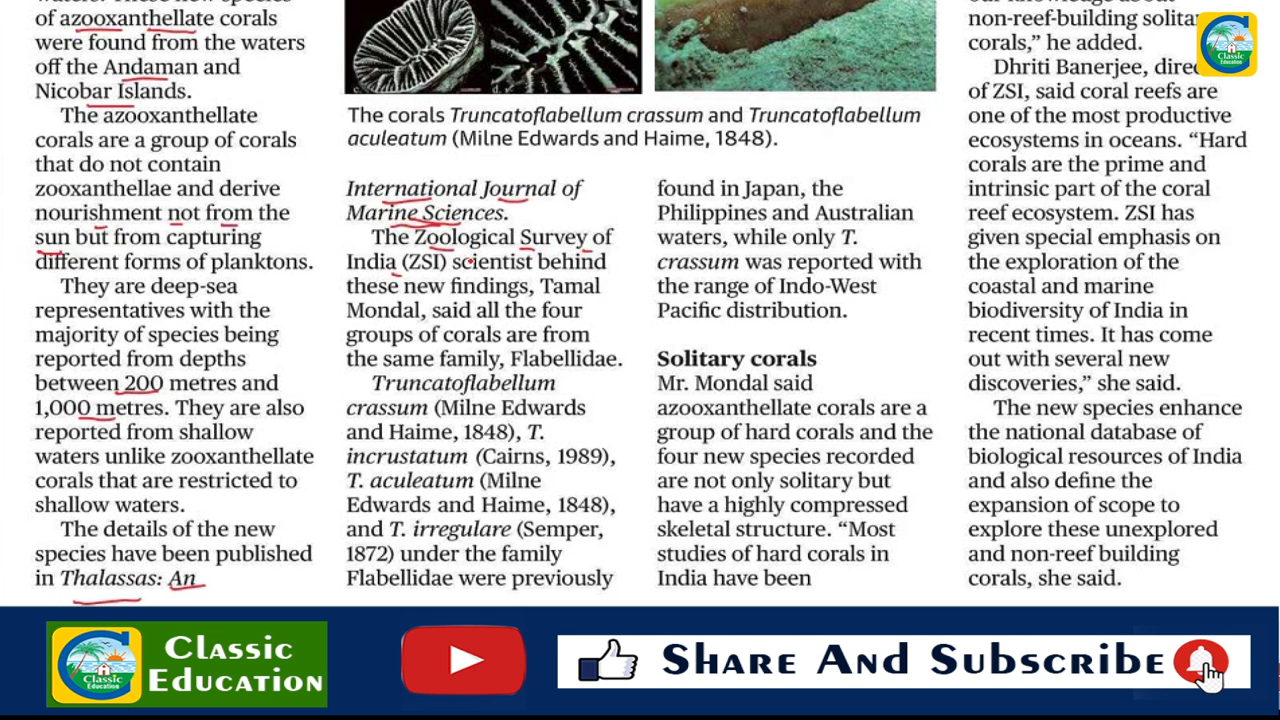 of azooxanthellate corals
were found from the waters
off the Andaman and
Nicobar Islands.
The azooxanthellate
corals are a group of corals
that do not contain
zooxanthellae and derive
nourishment not from the
sun but from capturing
different forms of planktons.
They are deep-sea
representatives with the
majority of species being
reported from depths
between 200 metres and
1,000 metres. They are also
reported from shallow
waters unlike zooxanthellate
corals that are restricted to
shallow waters.
The details of the new
species have been published
in Thalassas: An
The corals Truncatoflabellum crassum and Truncatoflabellum
aculeatum (Milne Edwards and Haime, 1848).
International Journal of
Marine Sciences.
The Zoological Survey of
India (ZSI) scientist behind
these new findings, Tamal
Mondal, said all the four
groups of corals are from
the same family, Flabellidae.
Truncatoflabellum
crassum (Milne Edwards
and Haime, 1848), T.
incrustatum (Cairns, 1989),
T. aculeatum (Milne
Edwards and Haime, 1848),
and T. irregulare (Semper,
1872) under the family
Flabellidae were previously
found in Japan, the
Philippines and Australian
waters, while only T.
crassum was reported with
the range of Indo-West
Pacific distribution.
Solitary corals
Mr. Mondal said
azooxanthellate corals are a
group of hard corals and the
four new species recorded
are not only solitary but
have a highly compressed
skeletal structure. “Most
studies of hard corals in
India have been
non-reef-building
corals,” he added.
Dhriti Banerjee,
of ZSI, said coral reefs are
one of the most productive
ecosystems in oceans. “Hard
corals are the prime and
intrinsic part of the coral
reef ecosystem. ZSI has
given special emphasis on
the exploration of the
coastal and marine
biodiversity of India in
recent times. It has come
out with several new
discoveries,” she said.
The new species enhance
the national database of
biological resources of India
and also define the
expansion of scope to
explore these unexplored
and non-reef building
corals, she said.
Classic
Education
Classic
Education
Classic
Education
Share And Subscribe